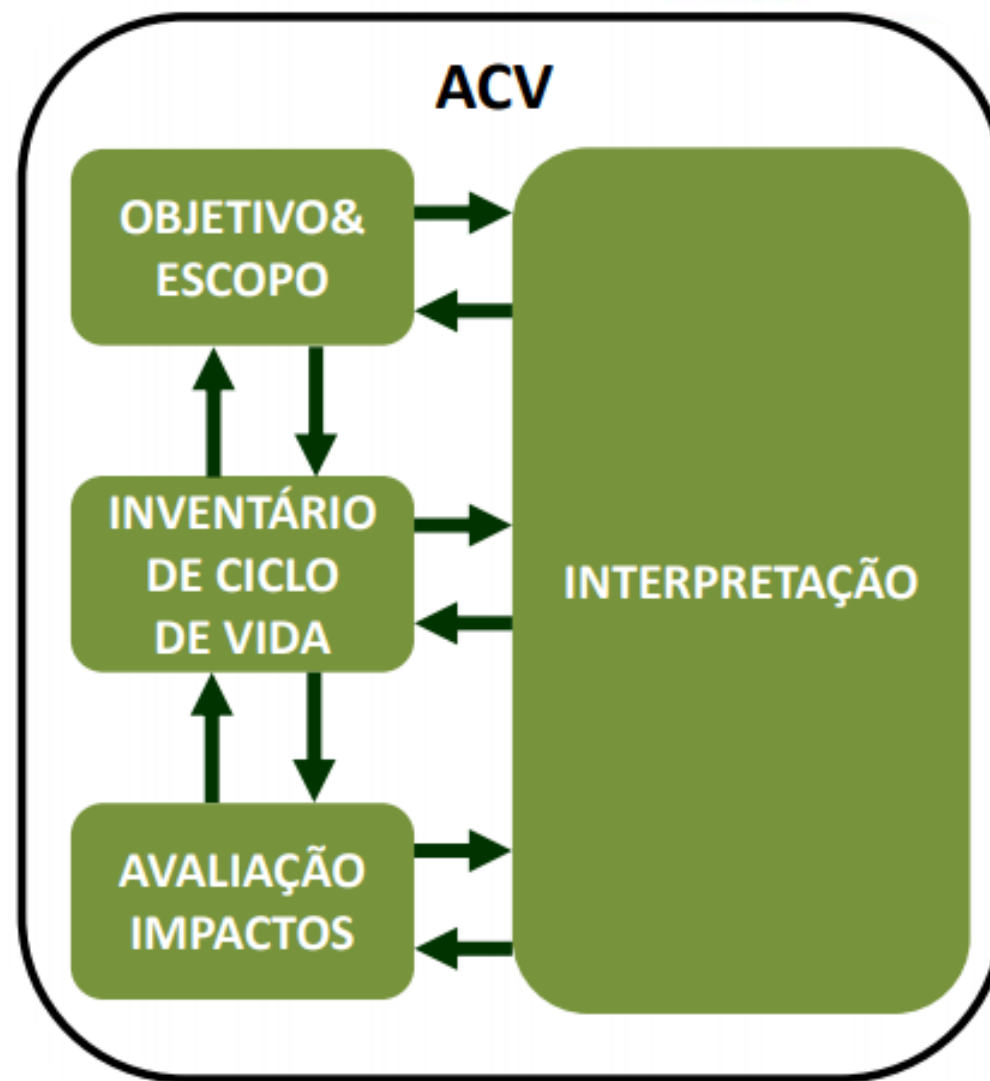 ACV
OBJETIVO&
ESCOPO
INVENTÁRIO
DE CICLO
DE VIDA
INTERPRETAÇÃO
AVALIAÇÃO
IMPACTOS